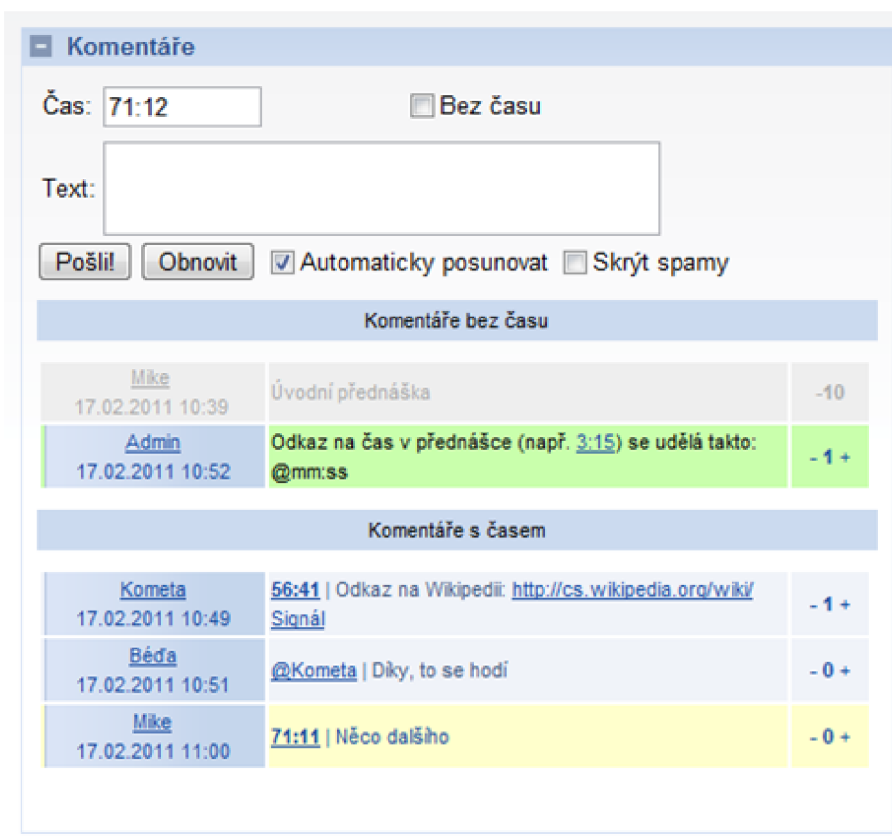 Komentáře
Čas: 71:12 Bez času
Text:
Pošli! Obnovit Automaticky posunovat Skrýt spamy
Komentáře bez času
Mike
17.02.2011 10:39
Úvodní přednáška
-10
Admin
17.02.2011 10:52
Odkaz na čas v přednášce (např. 3:15) se udělá takto:
@mm:ss
- 1 +
Komentáře s časem
Kometa
17.02.2011 10:49
56:41 | Odkaz na Wikipedii: http://cs.wikipedia.org/wiki/
Signál
- 1 +
Béďa
17.02.2011 10:51
@Kometa | Díky, to se hodí
- 0 +
Mike
17.02.2011 11:00
71:11 | Něco dalšího
- 0 +